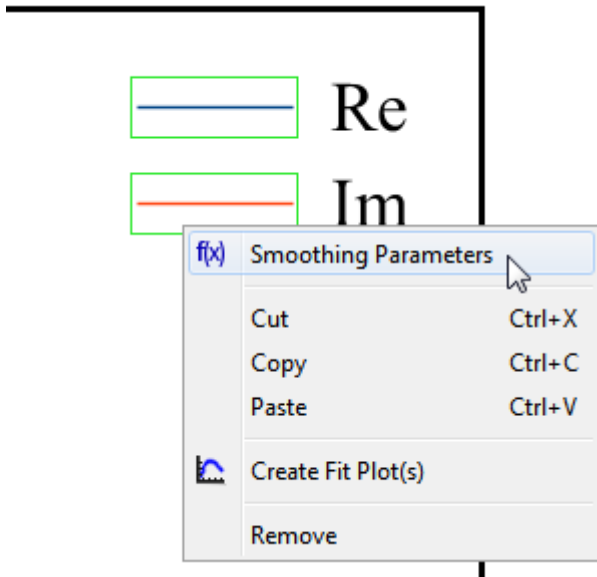 Re
Im
f(x) Smoothing Parameters
Cut Ctrl+X
Copy Ctrl+C
Paste Ctrl+V
Create Fit Plot(s)
Remove